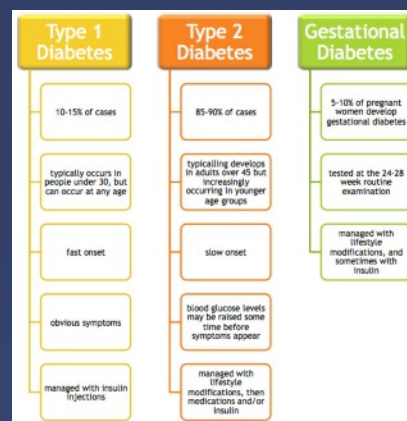 Type 1
Diabetes
10-15% of cases
typically occurs in
people under 30, but
can occur at any age
fast onset
obvious symptoms
managed with insulin
injections
Type 2
Diabetes
85-90% of cases
typicalling develops
in adults over 45 but
increasingly
occurring in younger
age groups
slow onset
blood glucose levels
may be raised some
time before
symptoms appear
managed with
lifestyle
modifications, then
medications and/or
insulin
Gestational
Diabetes
5-10% of pregnant
women develop
gestational diabetes
tested at the 24-28
week routine
examination
managed with
lifestyle
modifications, and
sometimes with
insulin